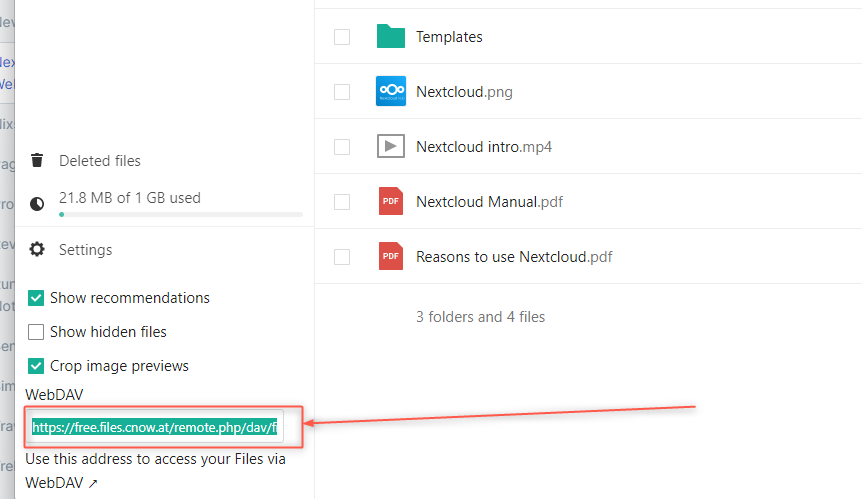 Templates
Nextcloud.png
Nextcloud intro.mp4
PDF
Nextcloud Manual.pdf
PDF
Reasons to use Nextcloud.pdf
3 folders and 4 files
Deleted files
21.8 MB of 1 GB used
Settings
Show recommendations
Show hidden files
Crop image previews
WebDAV
https://free.files.cnow.at/remote.php/dav/fi
Use this address to access your Files via
WebDAV ↗